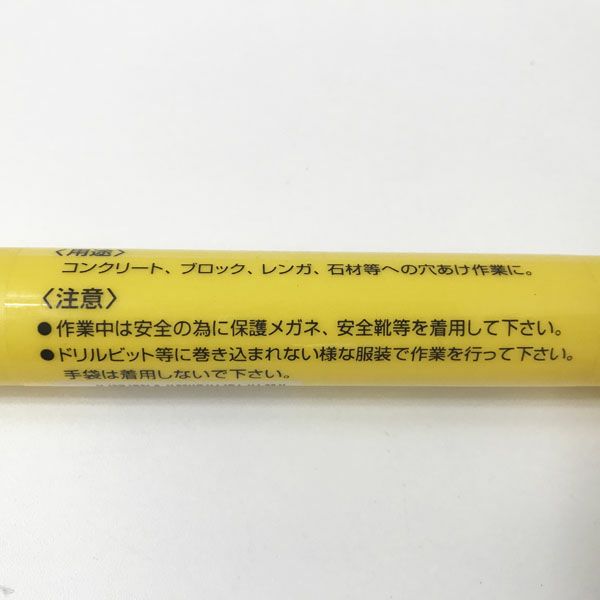 〈用途〉
コンクリート、ブロック、レンガ、石材等への穴あけ作業に。
〈注意〉
●作業中は安全の為に保護メガネ、安全靴等を着用して下さい。
●ドリルビット等に巻き込まれない様な服装で作業を行って下さい。
手袋は着用しないで下さい。